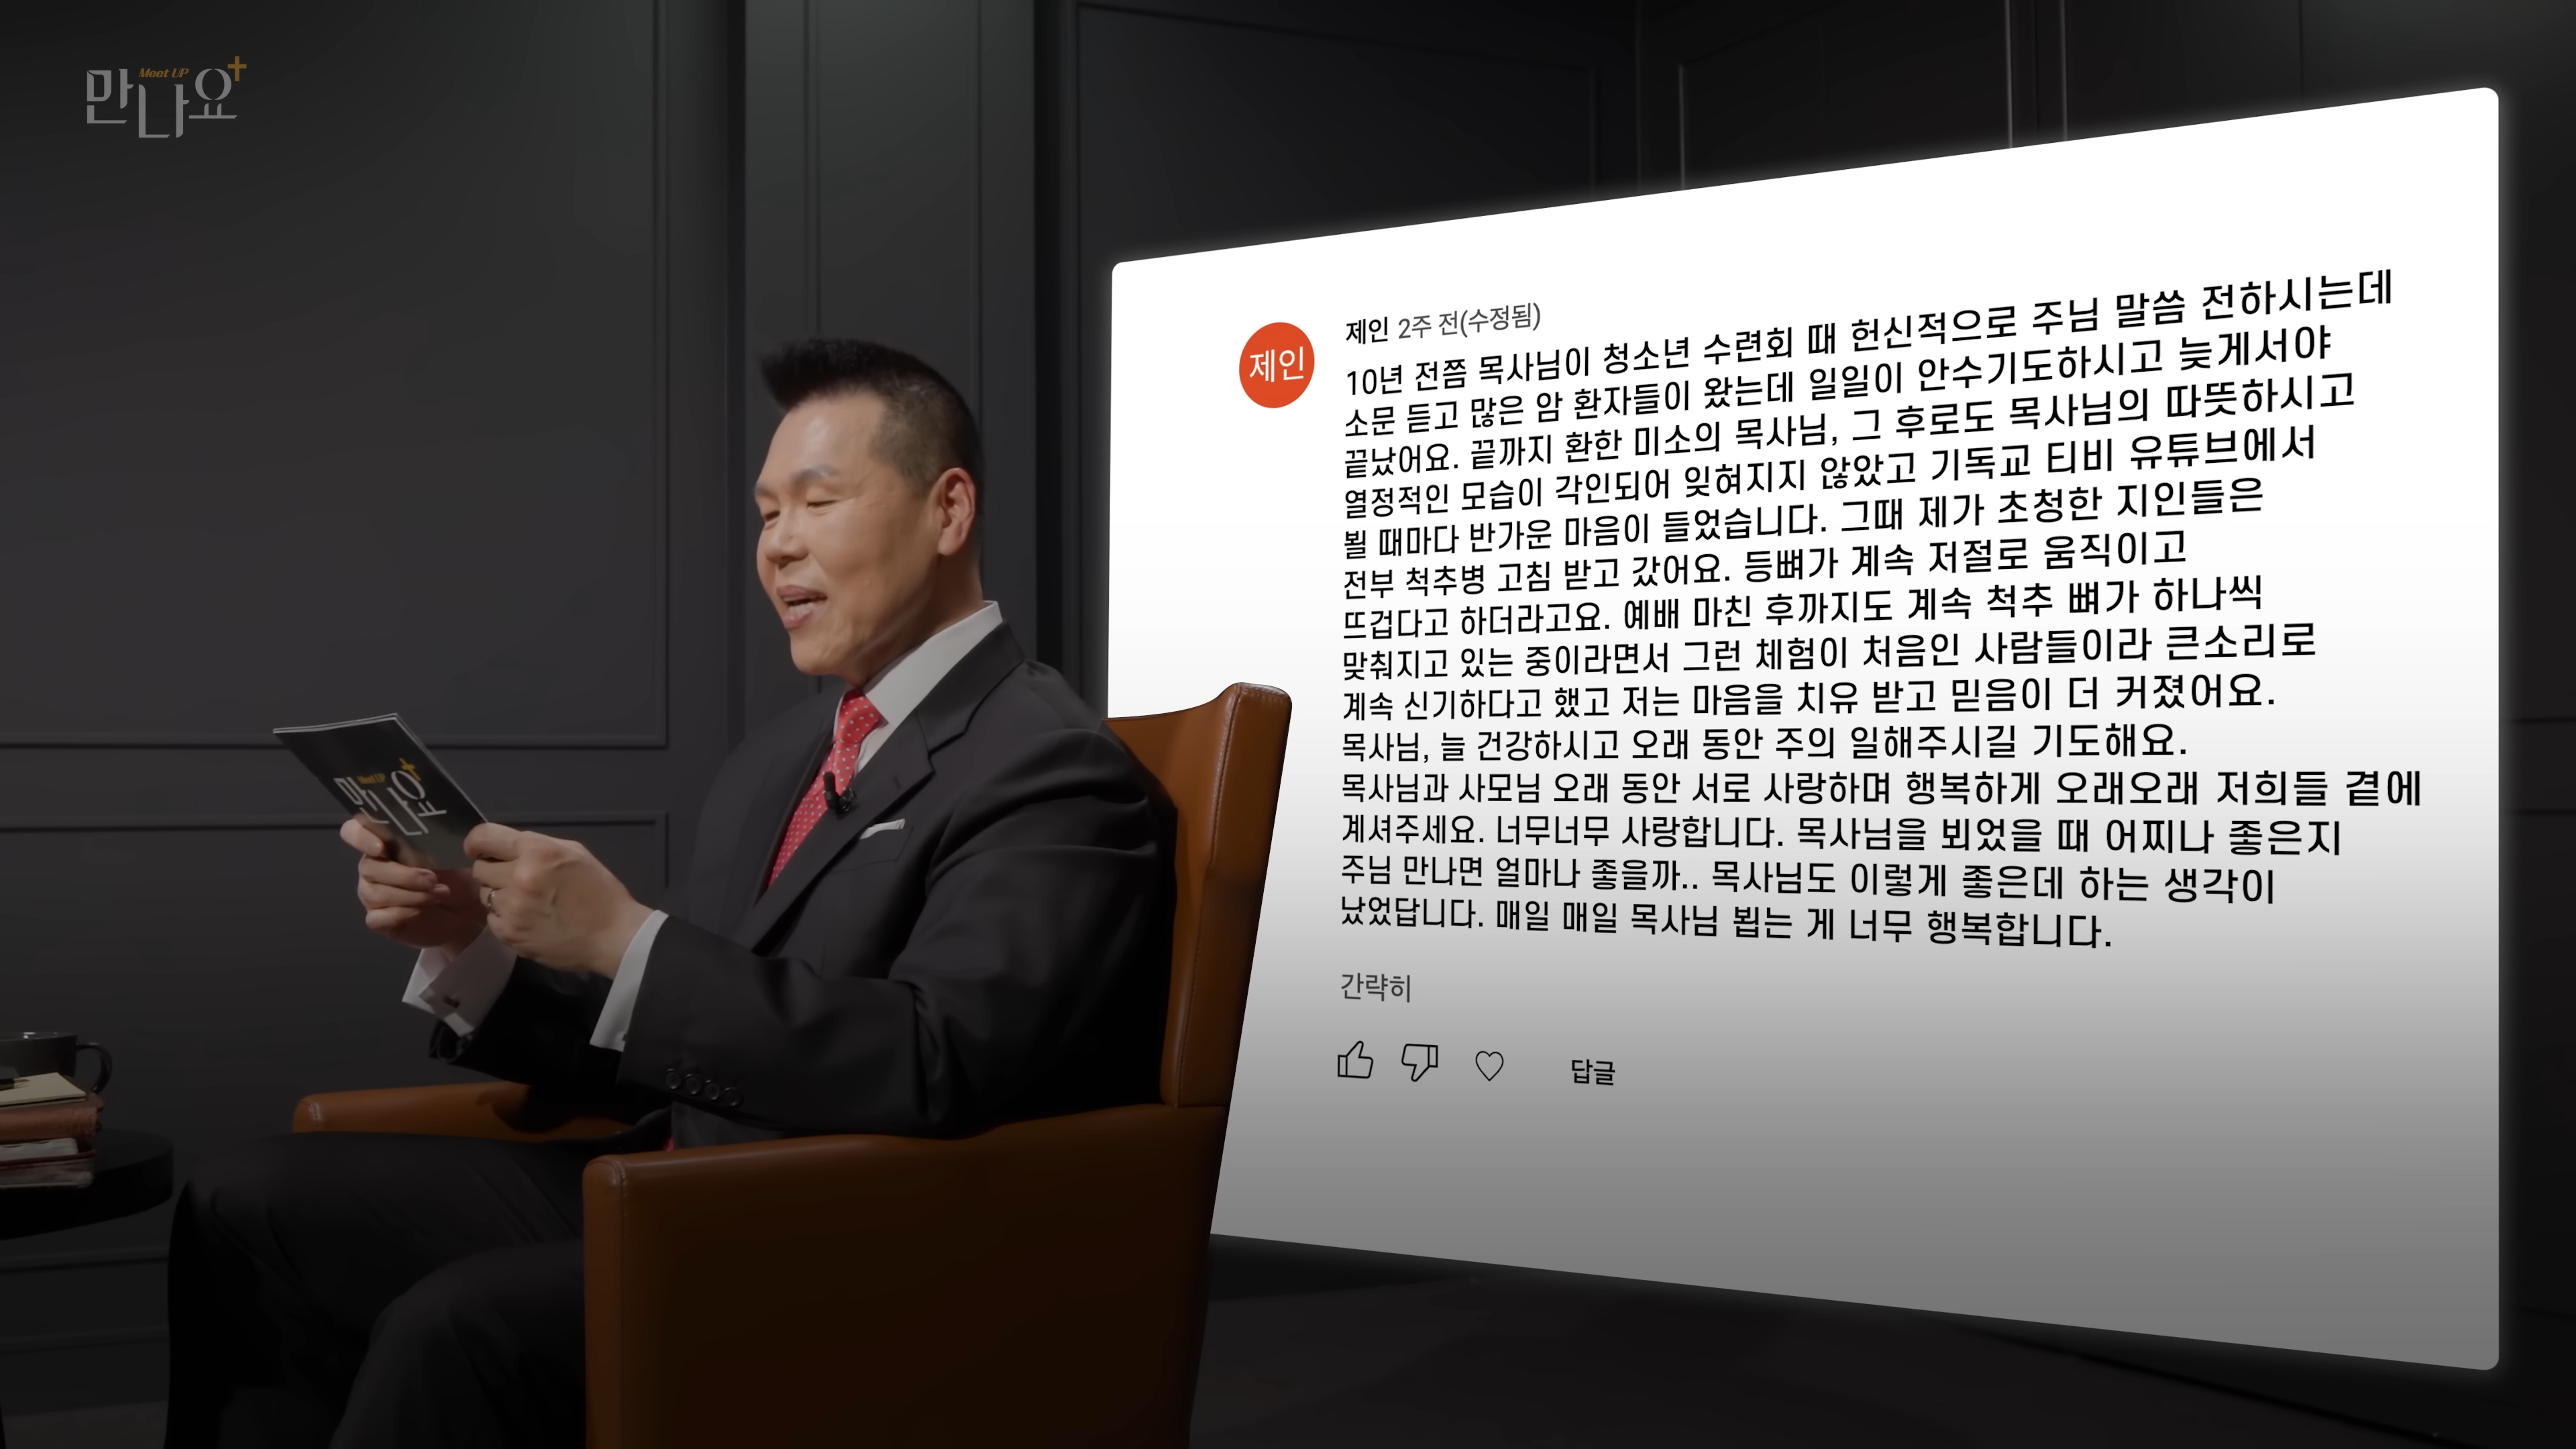 만나요+
Meet UP
만나요+
Meet UP
제인
제인 2주 전(수정됨)
10년 전쯤 목사님이 청소년 수련회 때 헌신적으로 주님 말씀 전하시는데
소문 듣고 많은 암 환자들이 왔는데 일일이 안수기도하시고 늦게서야
끝났어요. 끝까지 환한 미소의 목사님, 그 후로도 목사님의 따뜻하시고
열정적인 모습이 각인되어 잊혀지지 않았고 기독교 티비 유튜브에서
뵐 때마다 반가운 마음이 들었습니다. 그때 제가 초청한 지인들은
전부 척추병 고침 받고 갔어요. 등뼈가 계속 저절로 움직이고
뜨겁다고 하더라고요. 예배 마친 후까지도 계속 척추 뼈가 하나씩
맞춰지고 있는 중이라면서 그런 체험이 처음인 사람들이라 큰소리로
계속 신기하다고 했고 저는 마음을 치유 받고 믿음이 더 커졌어요.
목사님, 늘 건강하시고 오래 동안 주의 일해주시길 기도해요.
목사님과 사모님 오래 동안 서로 사랑하며 행복하게 오래오래 저희들 곁에
계셔주세요. 너무너무 사랑합니다. 목사님을 뵈었을 때 어찌나 좋은지
주님 만나면 얼마나 좋을까.. 목사님도 이렇게 좋은데 하는 생각이
났었답니다. 매일 매일 목사님 뵙는 게 너무 행복합니다.
간략히
답글